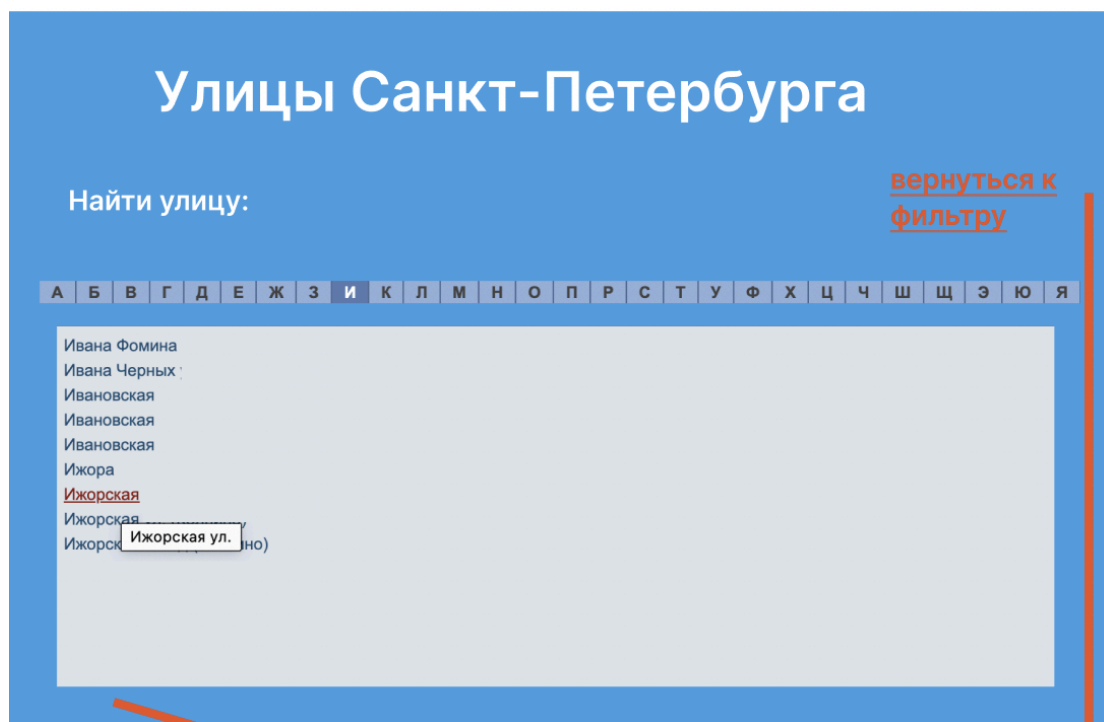 Улицы Санкт-Петербурга
Найти улицу:
вернуться к
фильтру
А Б В Г Д Е Ж З И К Л М Н О П Р С Т У Ф Х Ц Ч Ш Щ Э Ю Я
Ивана Фомина
Ивана Черных
Ивановская
Ивановская
Ивановская
Ижора
Ижорская
Ижорская
Ижорская ул.